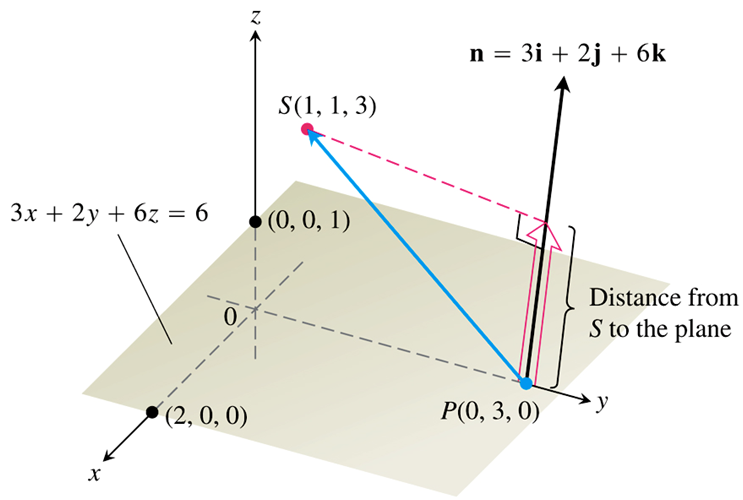 z
n = 3i + 2j + 6k
S(1, 1, 3)
3x + 2y + 6z = 6
(0, 0, 1)
0
Distance from
S to the plane
P(0, 3, 0)
y
(2, 0, 0)
x